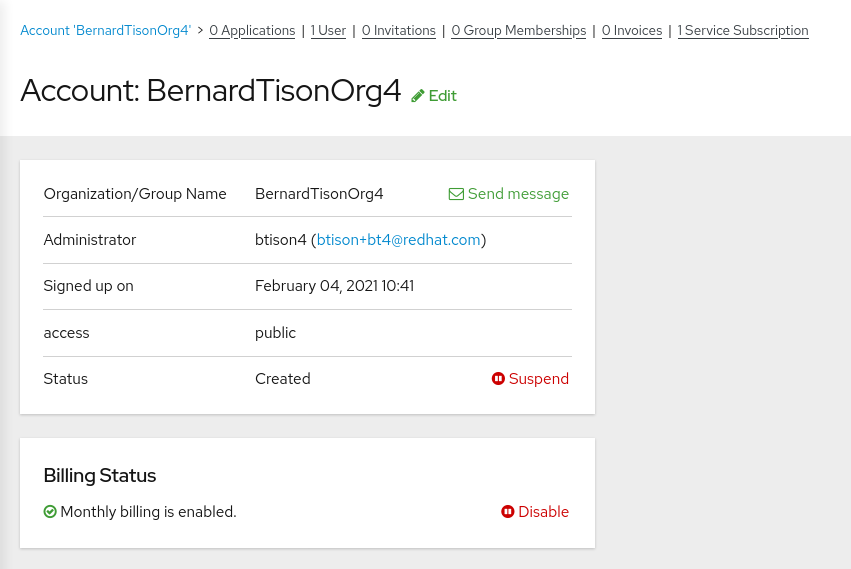 Account 'BernardTisonOrg4' > 0 Applications | 1 User | 0 Invitations | 0 Group Memberships | 0 Invoices | 1 Service Subscription
Account: BernardTisonOrg4 Edit
Organization/Group Name BernardTisonOrg4 Send message
Administrator btison4 (btison+bt4@redhat.com)
Signed up on February 04, 2021 10:41
access public
Status Created Suspend
Billing Status
Monthly billing is enabled. Disable